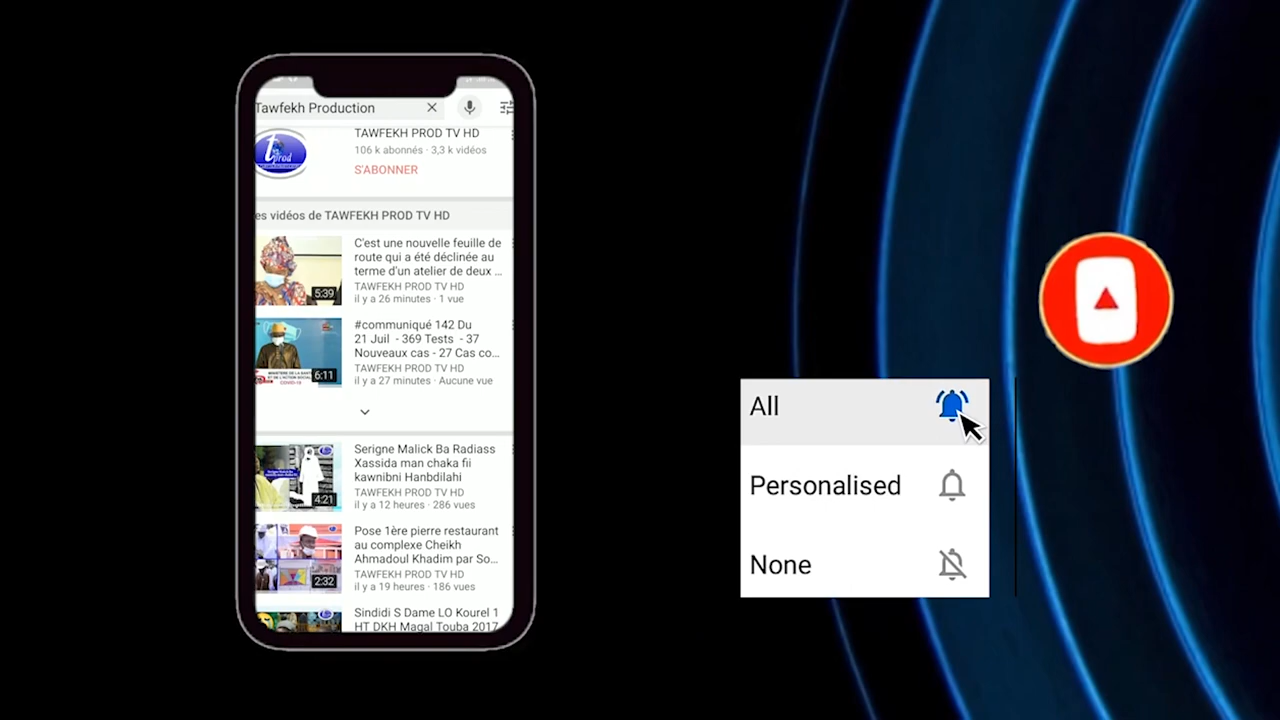 Tawfekh Production
TAWFEKH PROD TV HD
106 k abonnés · 3,3 k vidéos
S'ABONNER
prod
es vidéos de TAWFEKH PROD TV HD
C'est une nouvelle feuille de
route qui a été déclinée au
terme d'un atelier de deux ...
TAWFEKH PROD TV HD
il y a 26 minutes · 1 vue
5:39
#communiqué 142 Du
21 Juil - 369 Tests - 37
Nouveaux cas - 27 Cas co...
TAWFEKH PROD TV HD
il y a 27 minutes · Aucune vue
6:11
Serigne Malick Ba Radiass
Xassida man chaka fii
kawnibni Hanbdilahi
TAWFEKH PROD TV HD
il y a 12 heures · 286 vues
4:21
Pose 1ère pierre restaurant
au complexe Cheikh
Ahmadoul Khadim par So...
TAWFEKH PROD TV HD
il y a 19 heures · 186 vues
2:32
Sindidi S Dame LO Kourel 1
HT DKH Magal Touba 2017
All
Personalised
None